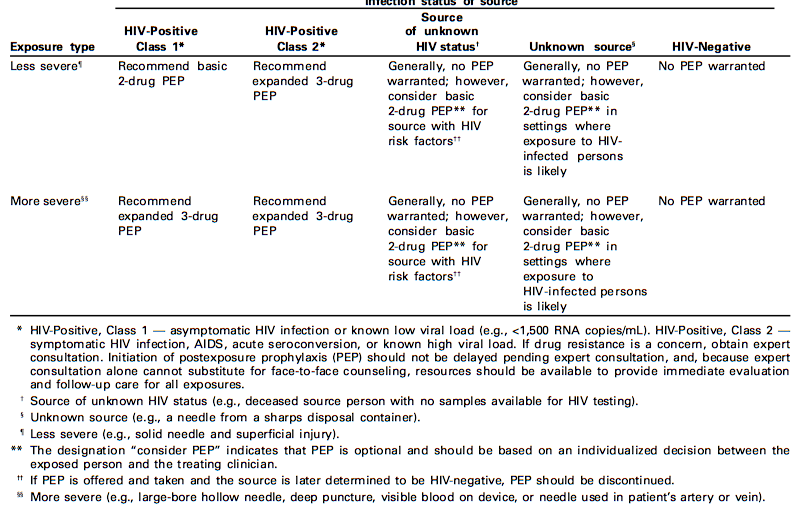 Infection status of source
Exposure type	HIV-Positive Class 1*	HIV-Positive Class 2*	Source of unknown HIV status†	Unknown source§	HIV-Negative
Less severe¶	Recommend basic 2-drug PEP	Recommend expanded 3-drug PEP	Generally, no PEP warranted; however, consider basic 2-drug PEP** for source with HIV risk factors††	Generally, no PEP warranted; however, consider basic 2-drug PEP** in settings where exposure to HIV-infected persons is likely	No PEP warranted
More severe§§	Recommend expanded 3-drug PEP	Recommend expanded 3-drug PEP	Generally, no PEP warranted; however, consider basic 2-drug PEP** for source with HIV risk factors††	Generally, no PEP warranted; however, consider basic 2-drug PEP** in settings where exposure to HIV-infected persons is likely	No PEP warranted
* HIV-Positive, Class 1 — asymptomatic HIV infection or known low viral load (e.g., <1,500 RNA copies/mL). HIV-Positive, Class 2 —
symptomatic HIV infection, AIDS, acute seroconversion, or known high viral load. If drug resistance is a concern, obtain expert
consultation. Initiation of postexposure prophylaxis (PEP) should not be delayed pending expert consultation, and, because expert
consultation alone cannot substitute for face-to-face counseling, resources should be available to provide immediate evaluation
and follow-up care for all exposures.
† Source of unknown HIV status (e.g., deceased source person with no samples available for HIV testing).
§ Unknown source (e.g., a needle from a sharps disposal container).
¶ Less severe (e.g., solid needle and superficial injury).
** The designation “consider PEP” indicates that PEP is optional and should be based on an individualized decision between the
exposed person and the treating clinician.
†† If PEP is offered and taken and the source is later determined to be HIV-negative, PEP should be discontinued.
§§ More severe (e.g., large-bore hollow needle, deep puncture, visible blood on device, or needle used in patient’s artery or vein).